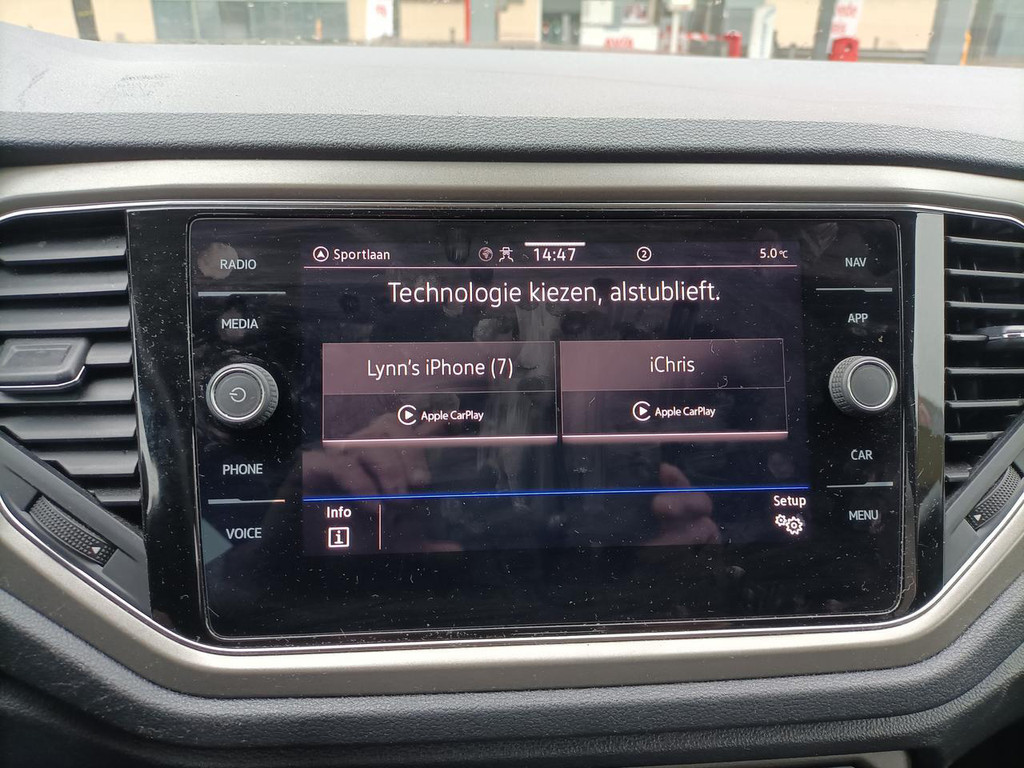 RADIO
MEDIA
PHONE
VOICE
Sportlaan
14:47
2
5.0°C
Technologie kiezen, alstublieft.
Lynn's iPhone (7)
Apple CarPlay
iChris
Apple CarPlay
Info
i
Setup
NAV
APP
CAR
MENU